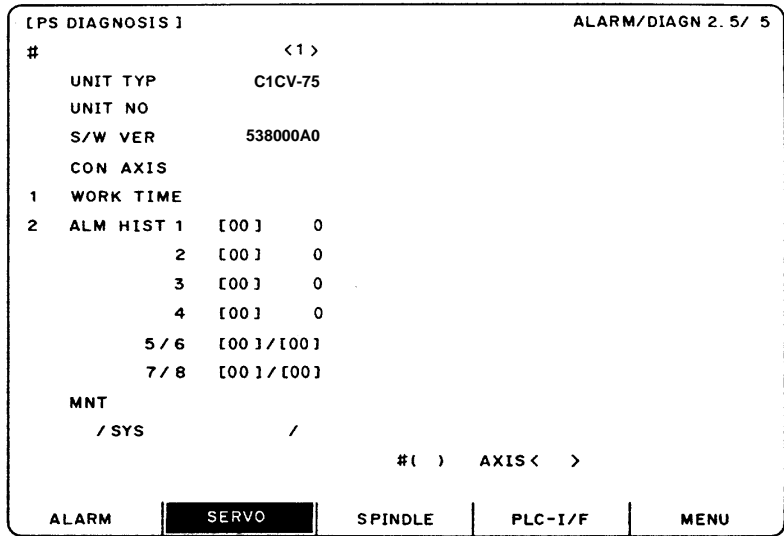 [PS DIAGNOSIS] ALARM/DIAGN 2.5/ 5
# <1>
UNIT TYP C1CV-75
UNIT NO
S/W VER 538000A0
CON AXIS
1 WORK TIME
2 ALM HIST 1 [00] 0
2 [00] 0
3 [00] 0
4 [00] 0
5/6 [00]/[00]
7/8 [00]/[00]
MNT
/SYS /
#( ) AXIS< >
ALARM SERVO SPINDLE PLC-I/F MENU